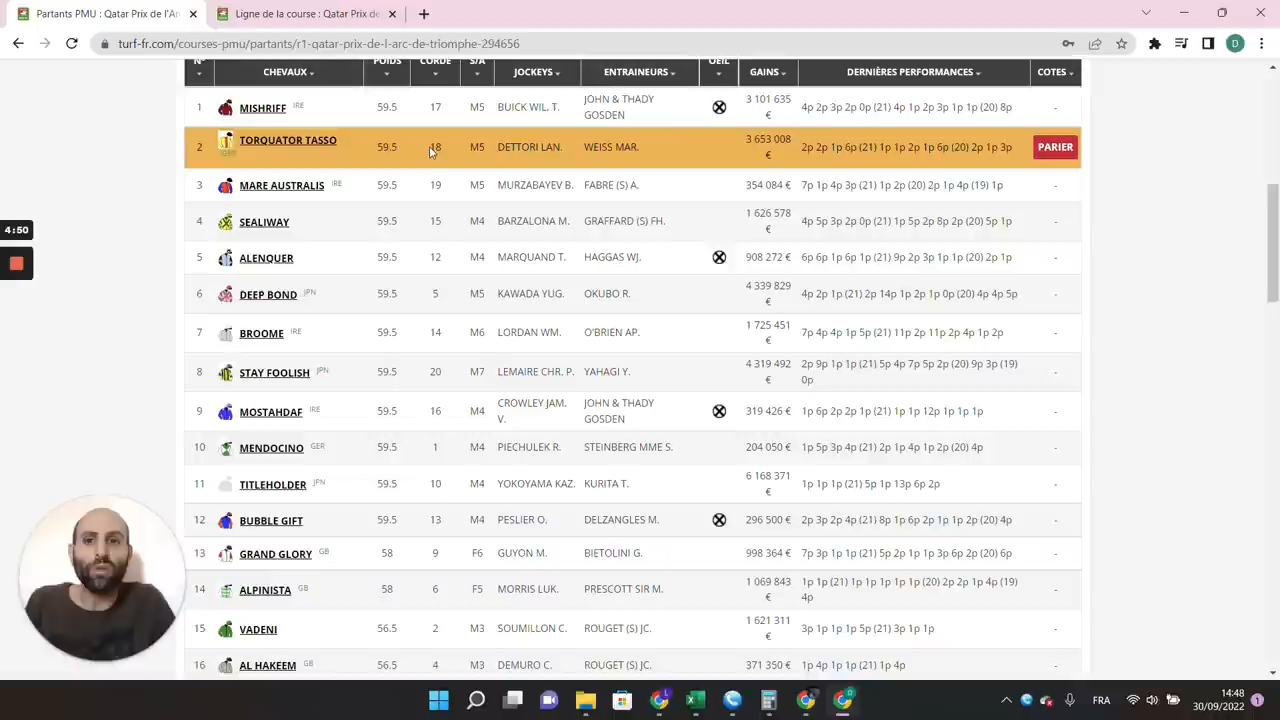 Partants PMU : Qatar Prix de l'Ar
Ligne de la course : Qatar Prix de
turf-fr.com/courses-pmu/partants/r1-qatar-prix-de-l-arc-de-triomphe-294656
N° CHEVAUX POIDS CORDE S/A JOCKEYS ENTRAINEURS OEIL GAINS DERNIÈRES PERFORMANCES COTES
1 MISHRIFF IRE 59.5 17 M5 BUICK WIL. T. JOHN & THADY GOSDEN 3 101 635 € 4p 2p 3p 2p 0p (21) 4p 1p 2p 3p 1p 1p (20) 8p -
2 TORQUATOR TASSO 59.5 18 M5 DETTORI LAN. WEISS MAR. 3 653 008 € 2p 2p 1p 6p (21) 1p 1p 2p 1p 6p (20) 2p 1p 3p PARIER
3 MARE AUSTRALIS IRE 59.5 19 M5 MURZABAYEV B. FABRE (S) A. 354 084 € 7p 1p 4p 3p (21) 1p 2p (20) 2p 1p 4p (19) 1p -
4 SEALIWAY 59.5 15 M4 BARZALONA M. GRAFFARD (S) FH. 1 626 578 € 4p 5p 3p 2p 0p (21) 1p 5p 2p 8p 2p (20) 5p 1p -
5 ALENQUER 59.5 12 M4 MARQUAND T. HAGGAS WJ. 908 272 € 6p 6p 1p 6p 1p (21) 9p 2p 3p 1p 1p (20) 2p 1p -
6 DEEP BOND JPN 59.5 5 M5 KAWADA YUG. OKUBO R. 4 339 829 € 4p 2p 1p (21) 2p 14p 1p 2p 1p 0p (20) 4p 4p 5p -
7 BROOME IRE 59.5 14 M6 LORDAN WM. O'BRIEN AP. 1 725 451 € 7p 4p 4p 1p 5p (21) 11p 2p 11p 2p 4p 1p 2p -
8 STAY FOOLISH JPN 59.5 20 M7 LEMAIRE CHR. P. YAHAGI Y. 4 319 492 € 2p 9p 1p 1p (21) 5p 4p 7p 5p 2p (20) 9p 3p (19) 0p -
9 MOSTAHDAF IRE 59.5 16 M4 CROWLEY JAM. V. JOHN & THADY GOSDEN 319 426 € 1p 6p 2p 2p 1p (21) 1p 1p 12p 1p 1p 1p -
10 MENDOCINO GER 59.5 1 M4 PIECHULEK R. STEINBERG MME S. 204 050 € 1p 5p 3p 4p (21) 2p 1p 4p 1p 2p (20) 4p -
11 TITLEHOLDER JPN 59.5 10 M4 YOKOYAMA KAZ. KURITA T. 6 168 371 € 1p 1p 1p (21) 5p 1p 13p 6p 2p -
12 BUBBLE GIFT 59.5 13 M4 PESLIER O. DELZANGLES M. 296 500 € 2p 3p 2p 4p (21) 8p 1p 6p 2p 1p 1p 2p (20) 4p -
13 GRAND GLORY GB 58 9 F6 GUYON M. BIETOLINI G. 998 364 € 7p 3p 1p 1p (21) 5p 2p 1p 1p 3p 6p 2p (20) 6p -
14 ALPINISTA GB 58 6 F5 MORRIS LUK. PRESCOTT SIR M. 1 069 843 € 1p 1p (21) 1p 1p 1p 1p 1p (20) 2p 2p 1p 4p (19) 4p -
15 VADENI 56.5 2 M3 SOUMILLON C. ROUGET (S) JC. 1 621 311 € 3p 1p 1p 1p 5p (21) 3p 1p 1p -
16 AL HAKEEM GB 56.5 4 M3 DEMURO C. ROUGET (S) JC. 371 350 € 1p 4p 1p 1p (21) 1p 4p -
4:50
FRA
14:48
30/09/2022